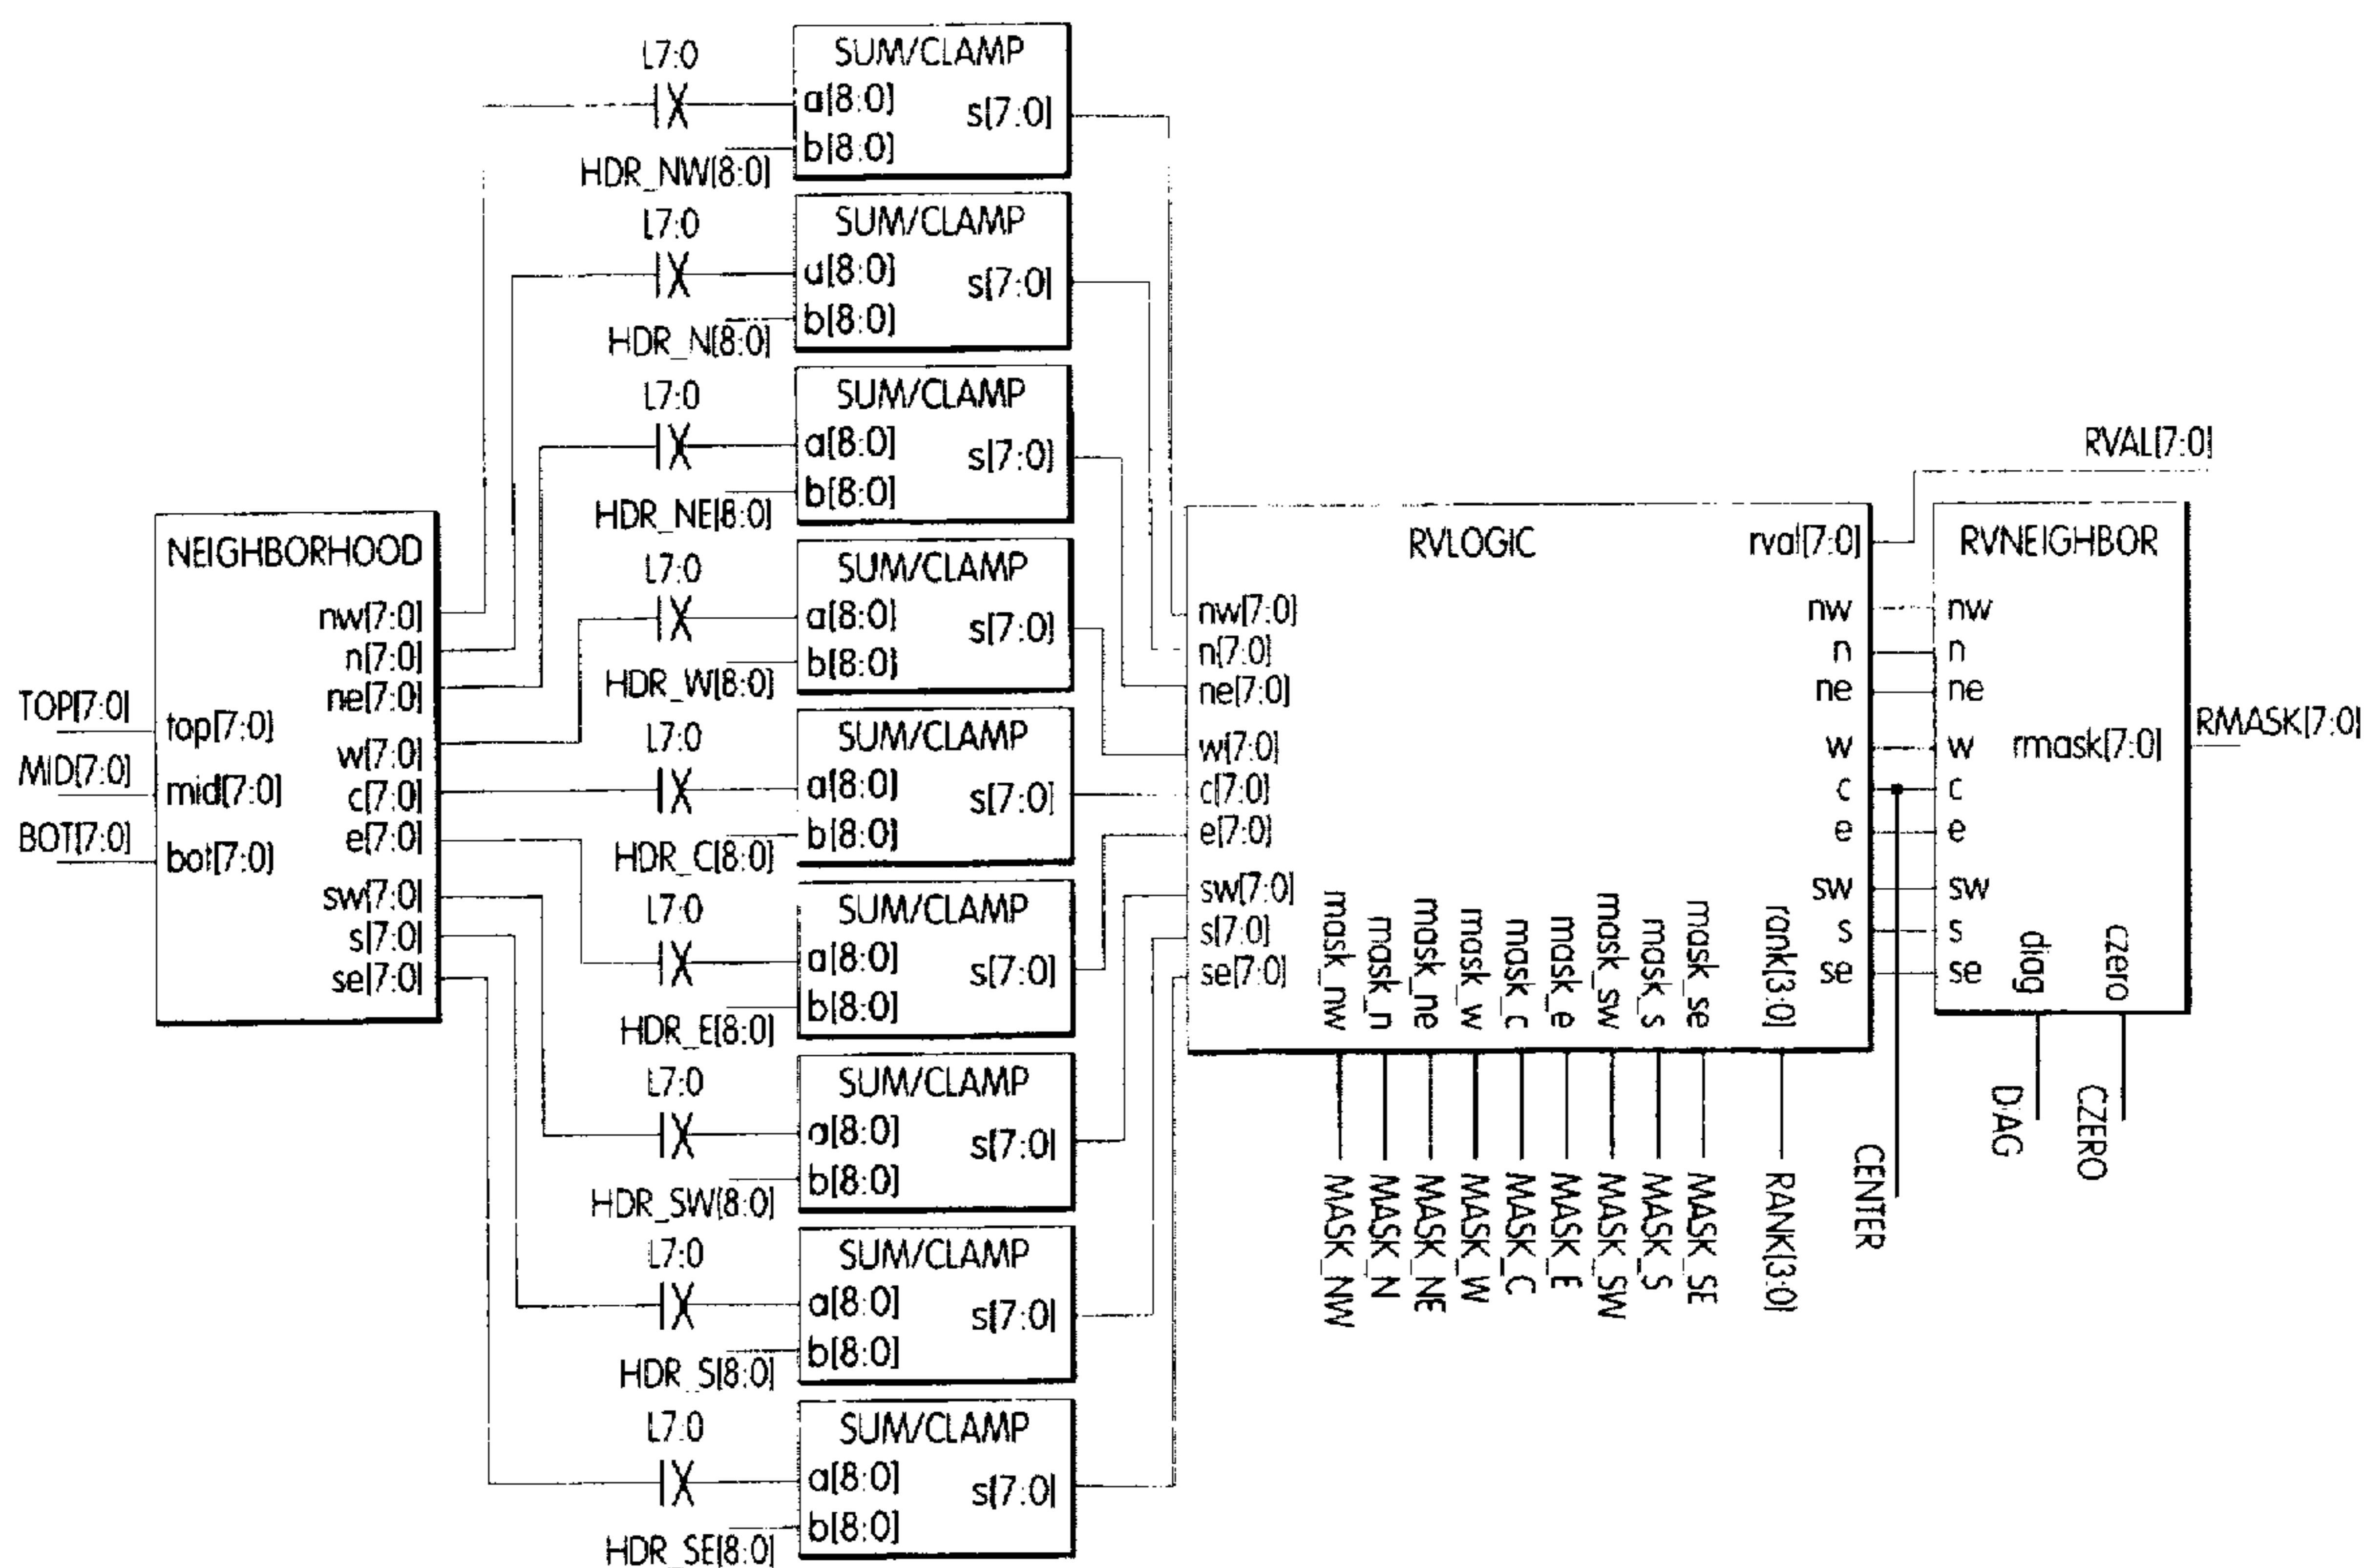 L7:0
SUM/CLAMP
a[8:0]
s[7:0]
b[8:0]
HDR_NW[8:0]
L7:0
SUM/CLAMP
a[8:0]
s[7:0]
b[8:0]
HDR_N[8:0]
L7:0
SUM/CLAMP
a[8:0]
s[7:0]
b[8:0]
HDR_NE[8:0]
L7:0
SUM/CLAMP
a[8:0]
s[7:0]
b[8:0]
HDR_W[8:0]
L7:0
SUM/CLAMP
a[8:0]
s[7:0]
b[8:0]
HDR_C[8:0]
L7:0
SUM/CLAMP
a[8:0]
s[7:0]
b[8:0]
HDR_E[8:0]
L7:0
SUM/CLAMP
a[8:0]
s[7:0]
b[8:0]
HDR_SW[8:0]
L7:0
SUM/CLAMP
a[8:0]
s[7:0]
b[8:0]
HDR_S[8:0]
L7:0
SUM/CLAMP
a[8:0]
s[7:0]
b[8:0]
HDR_SE[8:0]
NEIGHBORHOOD
nw[7:0]
n[7:0]
ne[7:0]
w[7:0]
c[7:0]
e[7:0]
sw[7:0]
s[7:0]
se[7:0]
TOP[7:0]
top[7:0]
MID[7:0]
mid[7:0]
BOT[7:0]
bot[7:0]
RVLOGIC
rval[7:0]
nw[7:0]
n[7:0]
ne[7:0]
w[7:0]
c[7:0]
e[7:0]
sw[7:0]
s[7:0]
se[7:0]
mask_nw
mask_n
mask_ne
mask_w
mask_c
mask_e
mask_sw
mask_s
mask_se
rank[3:0]
nw
n
ne
w
c
e
sw
s
se
MASK_NW
MASK_N
MASK_NE
MASK_W
MASK_C
MASK_E
MASK_SW
MASK_S
MASK_SE
RANK[3:0]
CENTER
RVAL[7:0]
RVNEIGHBOR
nw
n
ne
w
c
e
sw
s
se
rmask[7:0]
RMASK[7:0]
diag
czero
DIAG
CZERO